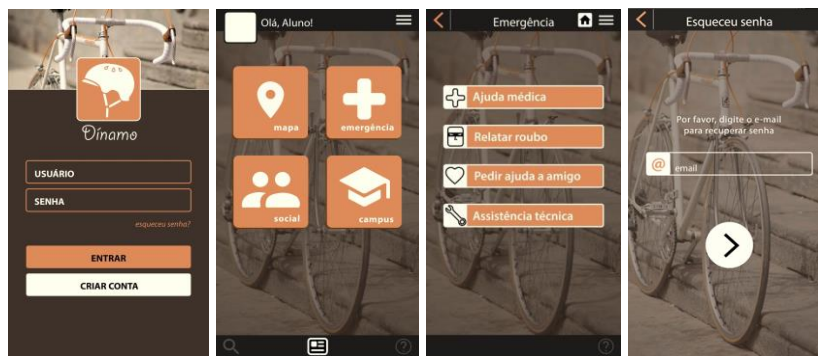 Dínamo
USUÁRIO
SENHA
esqueceu senha?
ENTRAR
CRIAR CONTA
Olá, Aluno!
mapa
emergência
social
campus
Emergência
Ajuda médica
Relatar roubo
Pedir ajuda a amigo
Assistência técnica
Esqueceu senha
Por favor, digite o e-mail
para recuperar senha
@ email